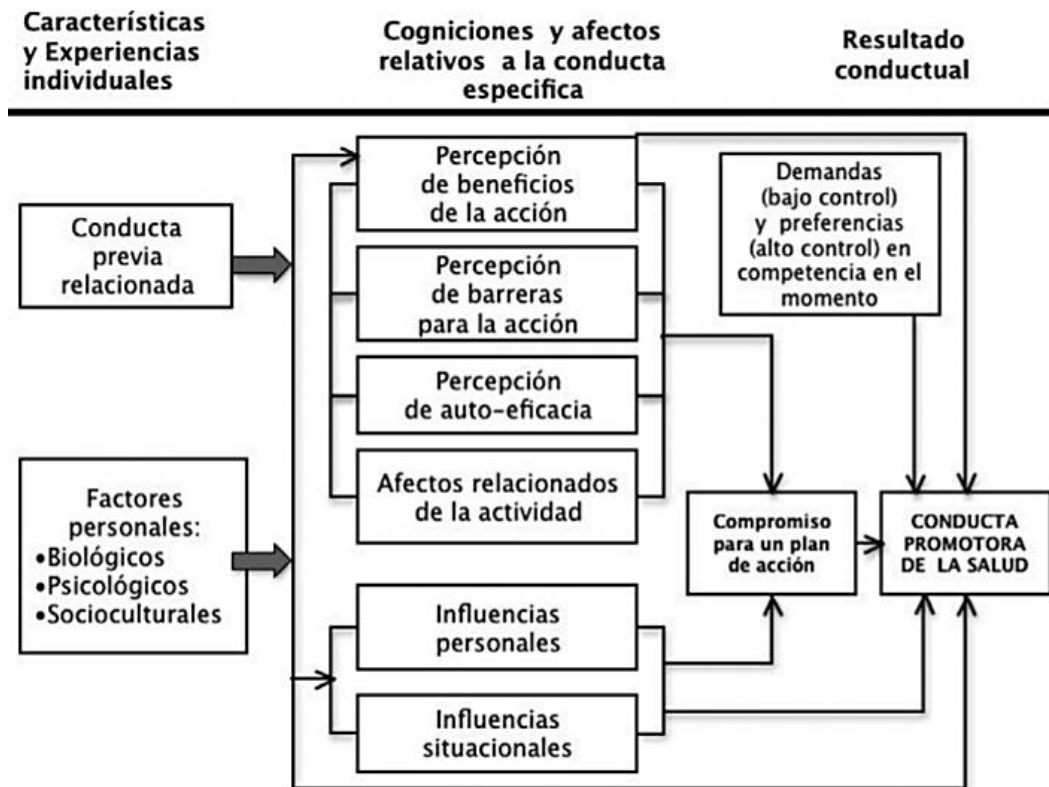 Características
y Experiencias
individuales
Cogniciones y afectos
relativos a la conducta
especifica
Resultado
conductual
Conducta
previa
relacionada
Factores
personales:
•Biológicos
•Psicológicos
•Socioculturales
Percepción
de beneficios
de la acción
Percepción
de barreras
para la acción
Percepción
de auto-eficacia
Afectos relacionados
de la actividad
Influencias
personales
Influencias
situacionales
Demandas
(bajo control)
y preferencias
(alto control) en
competencia en el
momento
Compromiso
para un plan
de acción
CONDUCTA
PROMOTORA
DE LA SALUD